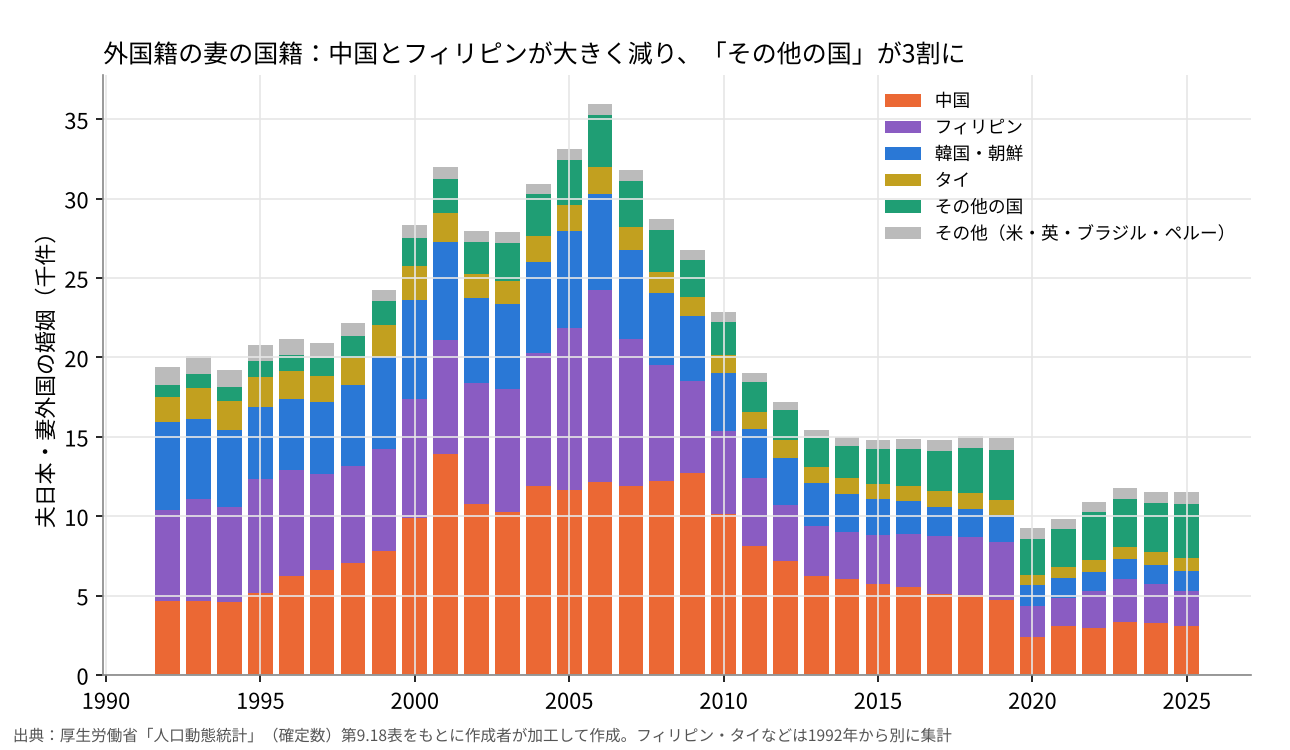 外国籍の妻の国籍：中国とフィリピンが大きく減り、「その他の国」が3割に
夫日本・妻外国の婚姻（千件）
35
30
25
20
15
10
5
0
1990
1995
2000
2005
2010
2015
2020
2025
中国
フィリピン
韓国・朝鮮
タイ
その他の国
その他（米・英・ブラジル・ペルー）
出典：厚生労働省「人口動態統計」（確定数）第9.18表をもとに作成者が加工して作成。フィリピン・タイなどは1992年から別に集計